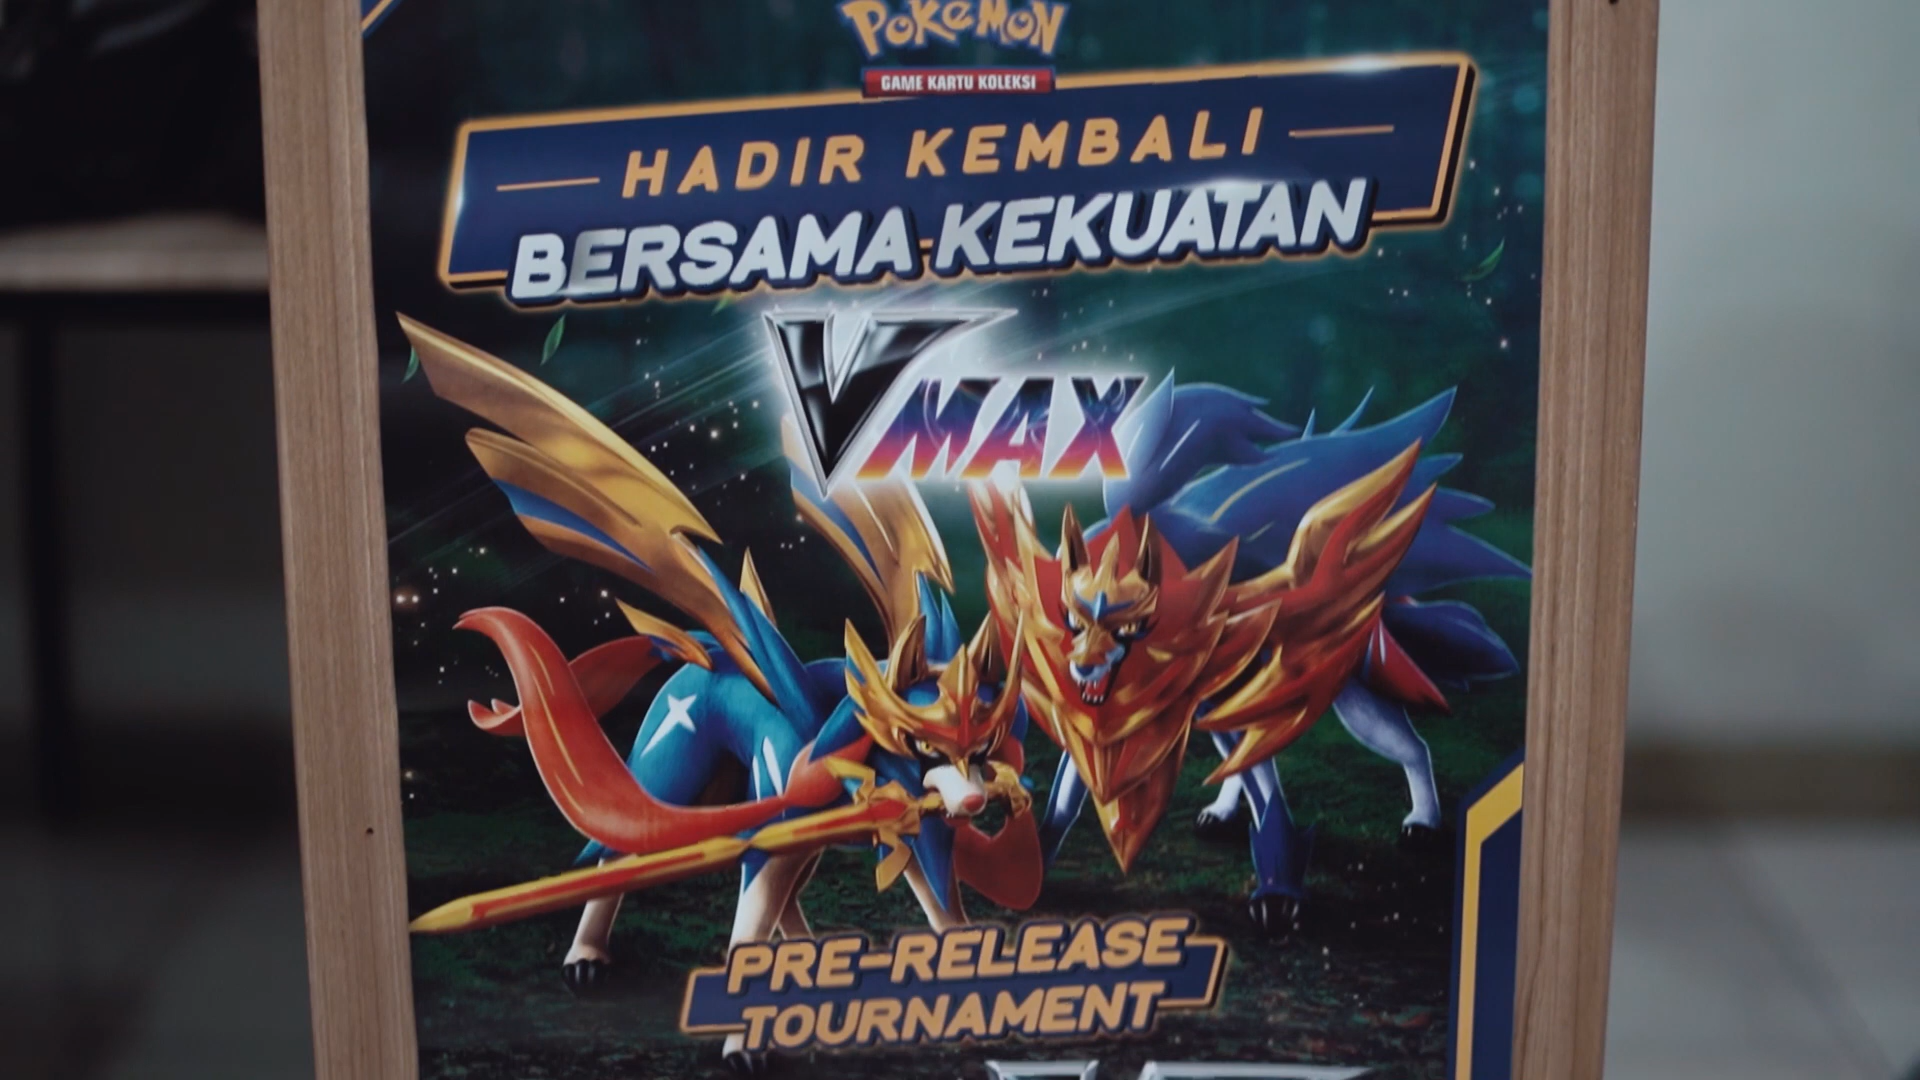 POKéMON
GAME KARTU KOLEKSI
HADIR KEMBALI
BERSAMA KEKUATAN
VMAX
PRE-RELEASE
TOURNAMENT